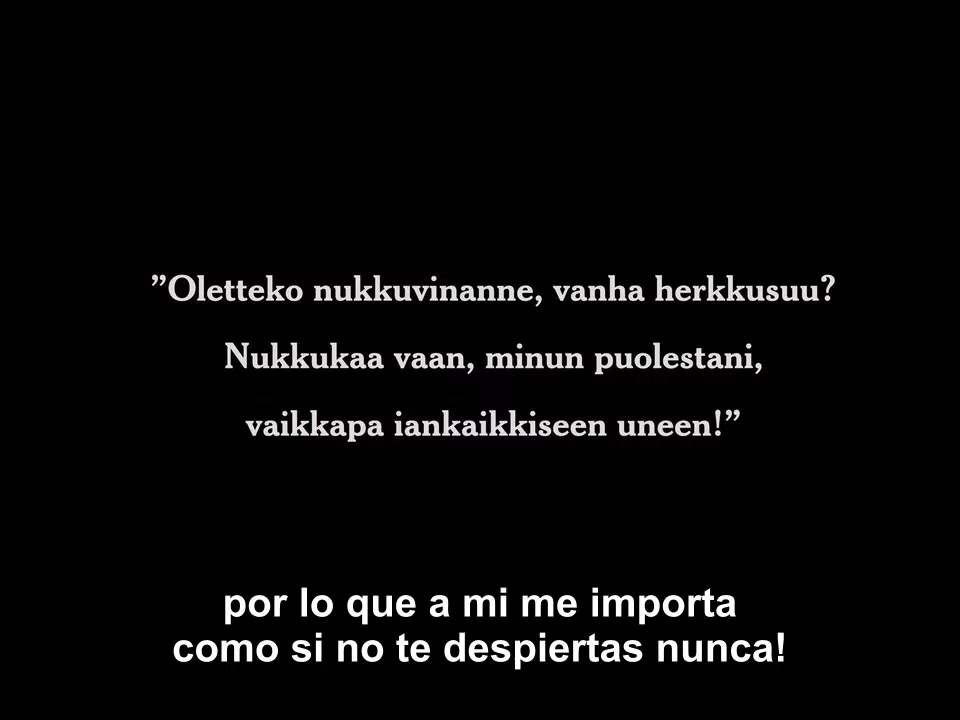 ”Oletteko nukkuvinanne, vanha herkkusuu?
Nukkukaa vaan, minun puolestani,
vaikkapa iankaikkiseen uneen!”
por lo que a mi me importa
como si no te despiertas nunca!